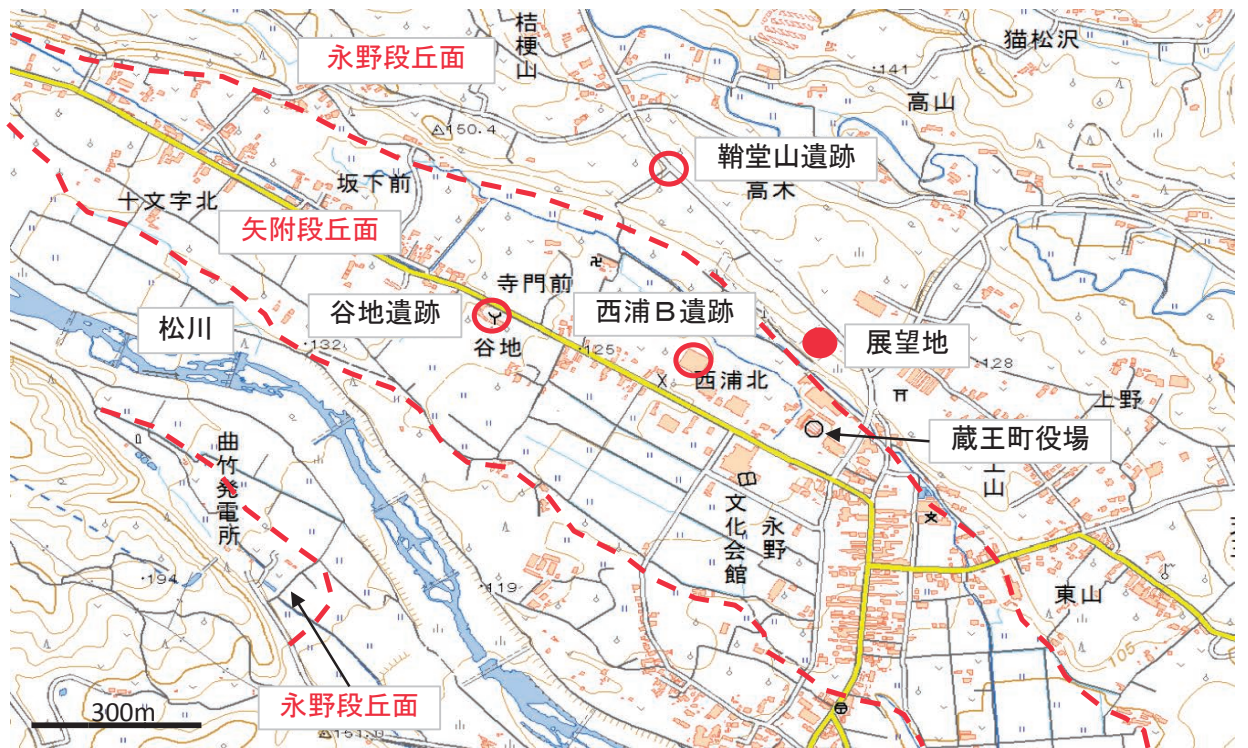 桔梗山
猫松沢
永野段丘面
・141
高山
△150.4
鞘堂山遺跡
高木
坂下前
十文字北
矢附段丘面
寺門前
谷地遺跡
西浦B遺跡
松川
・132
谷地
・125
展望地
・128
西浦北
上野
蔵王町役場
山
曲竹発電所
文化会館
永野
・194
・119
東山
105
永野段丘面
300m
△151.0